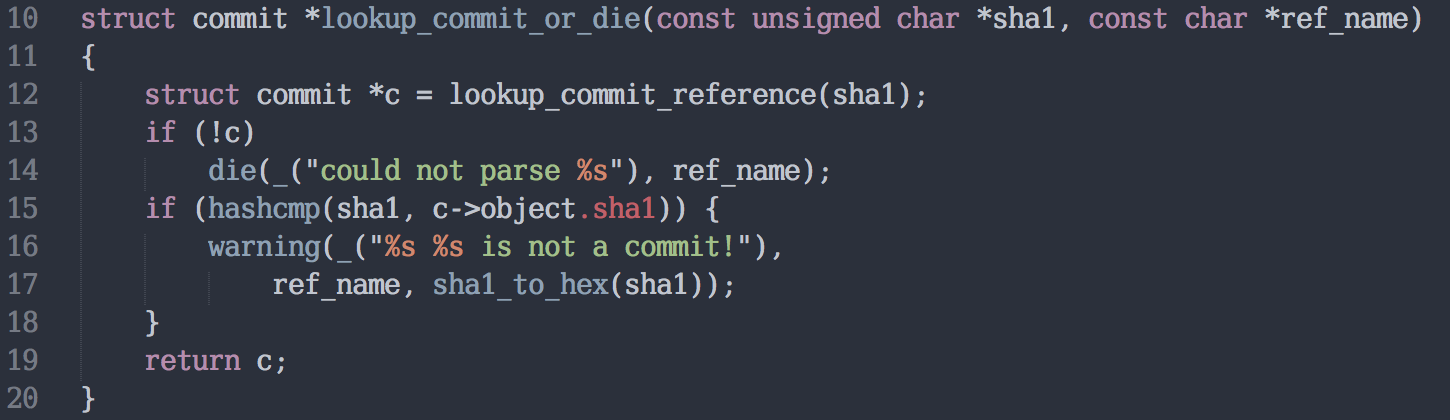 10 struct commit *lookup_commit_or_die(const unsigned char *sha1, const char *ref_name)
11 {
12     struct commit *c = lookup_commit_reference(sha1);
13     if (!c)
14         die(_("could not parse %s"), ref_name);
15     if (hashcmp(sha1, c->object.sha1)) {
16         warning(_("%s %s is not a commit!"),
17             ref_name, sha1_to_hex(sha1));
18     }
19     return c;
20 }